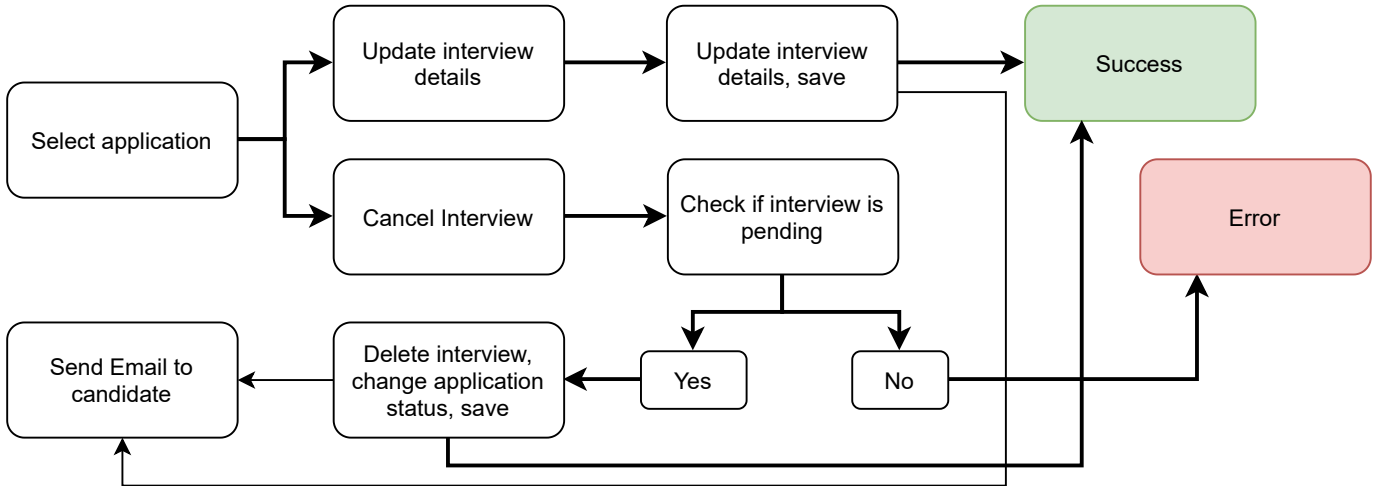 Update interview
details
Update interview
details, save
Success
Select application
Cancel Interview
Check if interview is
pending
Error
Send Email to
candidate
Delete interview,
change application
status, save
Yes
No